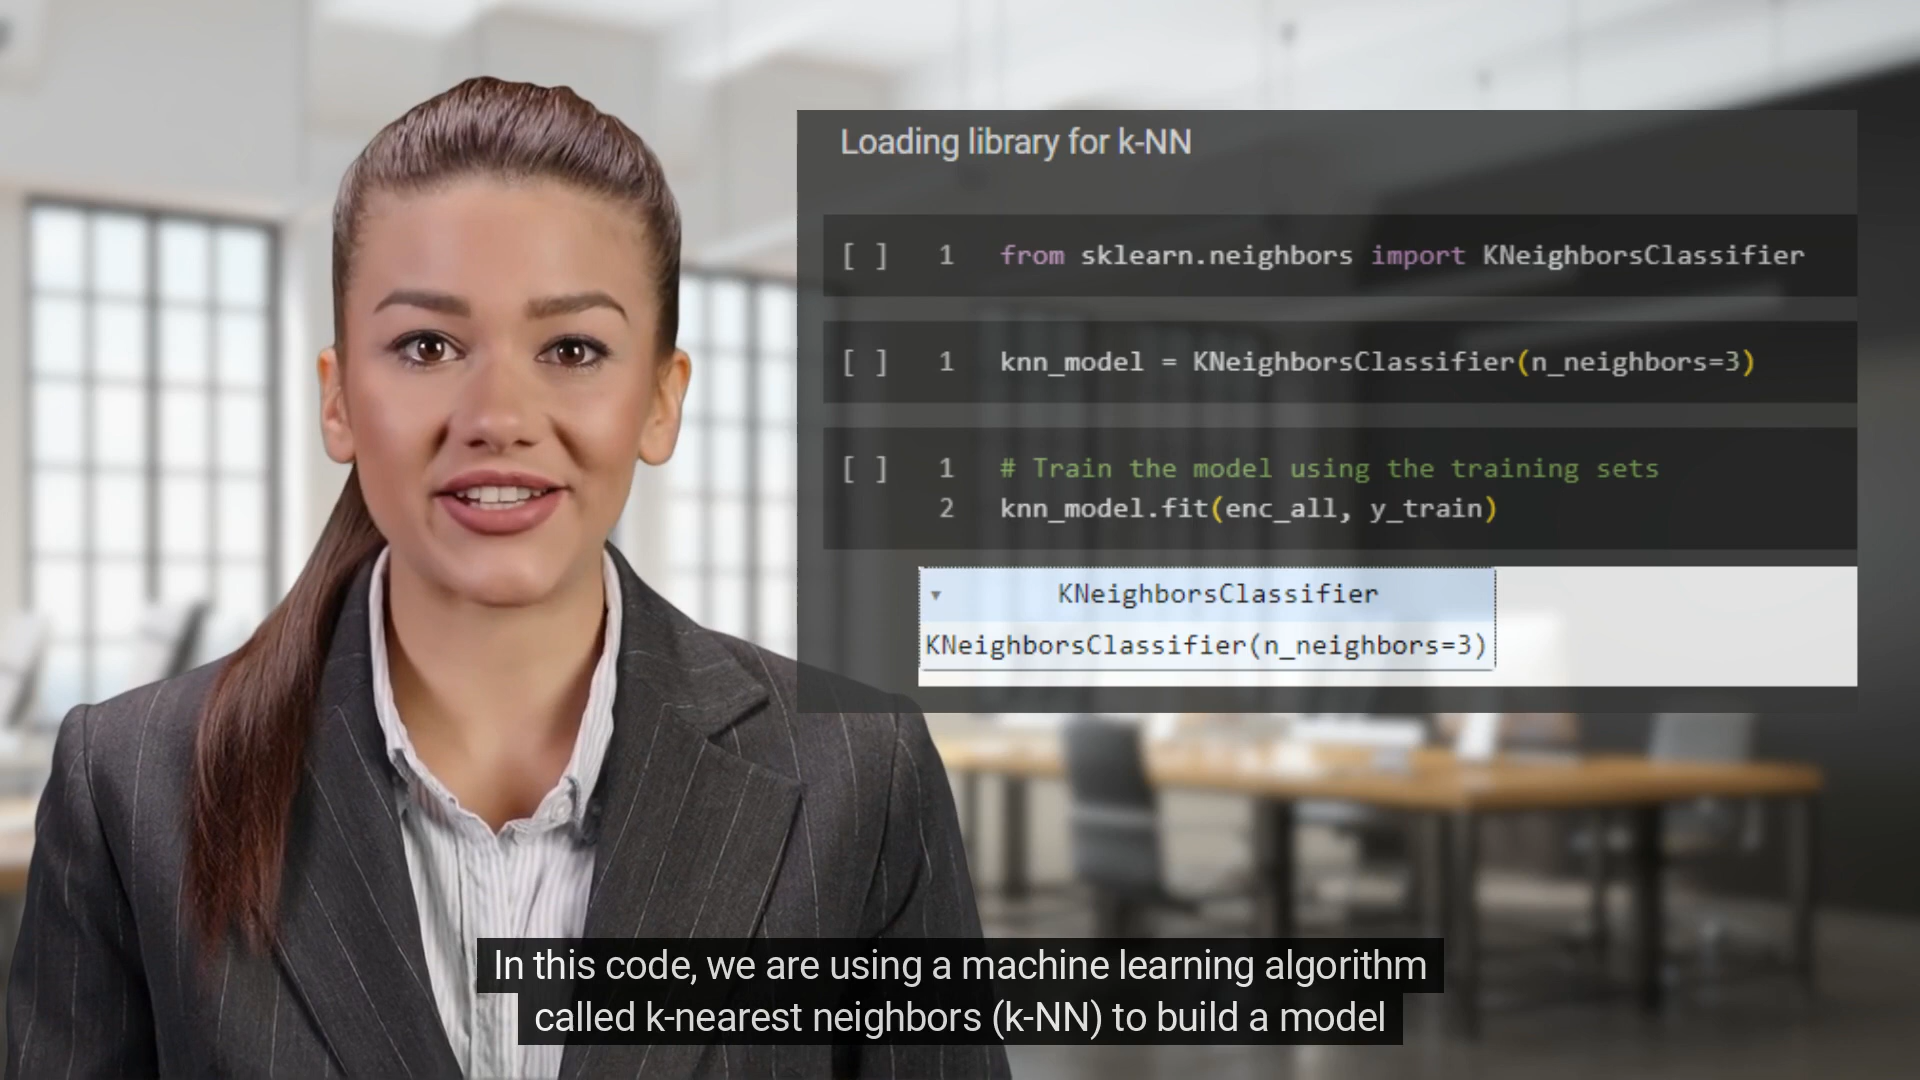 Loading library for k-NN
[ ] 1 from sklearn.neighbors import KNeighborsClassifier
[ ] 1 knn_model = KNeighborsClassifier(n_neighbors=3)
[ ] 1 # Train the model using the training sets
2 knn_model.fit(enc_all, y_train)
▾ KNeighborsClassifier
KNeighborsClassifier(n_neighbors=3)
In this code, we are using a machine learning algorithm
called k-nearest neighbors (k-NN) to build a model